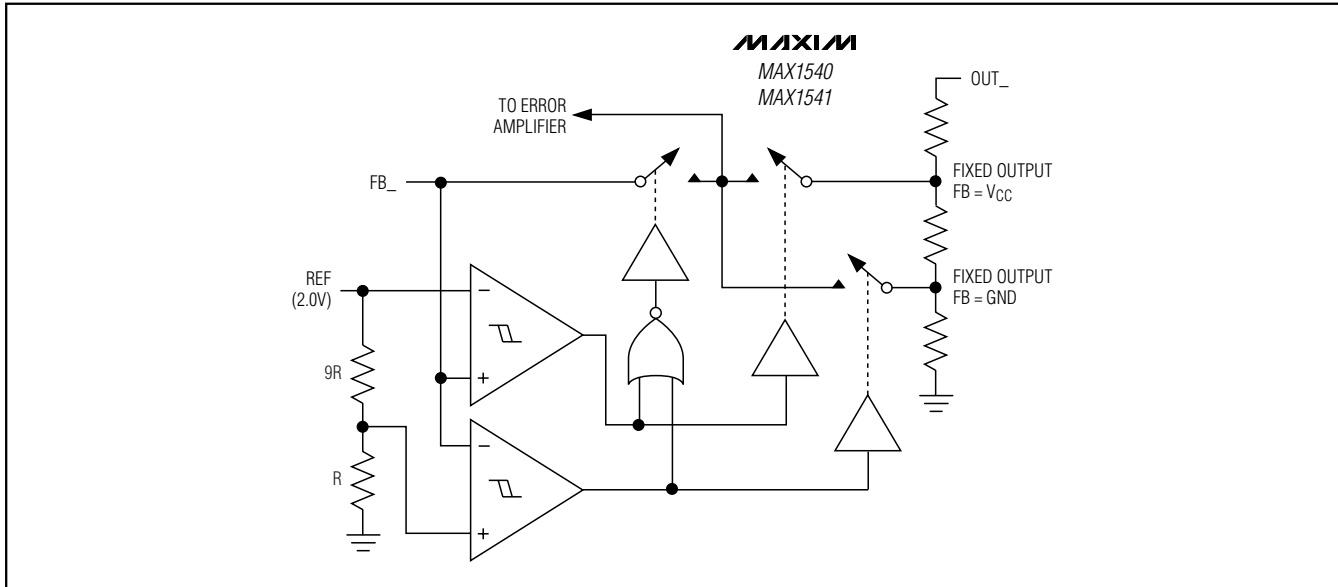 MAXIM
MAX1540
MAX1541
OUT_
TO ERROR
AMPLIFIER
FB_
FIXED OUTPUT
FB = VCC
REF
(2.0V)
−
FIXED OUTPUT
FB = GND
9R
+
−
R
+